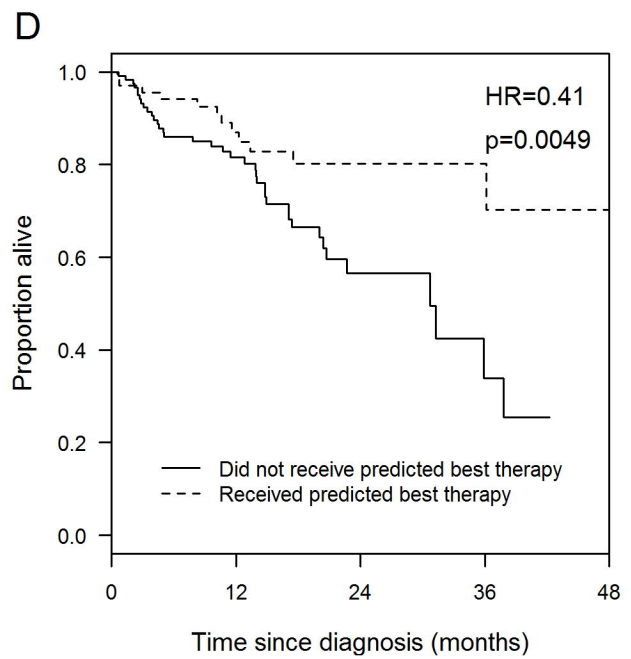 D
HR=0.41
p=0.0049
1.0
0.8
0.6
0.4
0.2
0.0
Proportion alive
Did not receive predicted best therapy
Received predicted best therapy
0 12 24 36 48
Time since diagnosis (months)